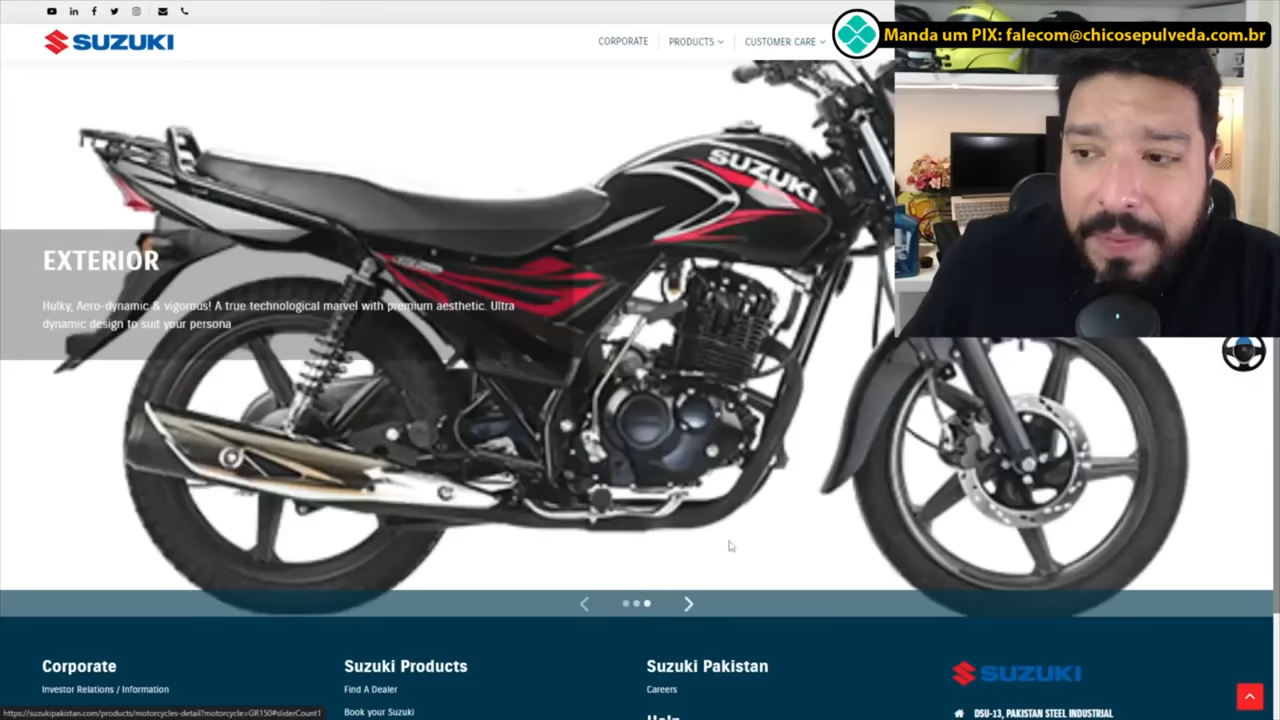 Manda um PIX: falecom@chicosepulveda.com.br
SUZUKI
CORPORATE
PRODUCTS
CUSTOMER CARE
SUZUKI
EXTERIOR
Hulky, Aero-dynamic & vigorous! A true technological marvel with premium aesthetic. Ultra
dynamic design to suit your persona
Corporate
Suzuki Products
Suzuki Pakistan
SUZUKI
Investor Relations / Information
Find A Dealer
Careers
Book your Suzuki
DSU-13, PAKISTAN STEEL INDUSTRIAL
https://suzukipakistan.com/products/motorcycles-detail?motorcycle=GR150#sliderCount1
Help